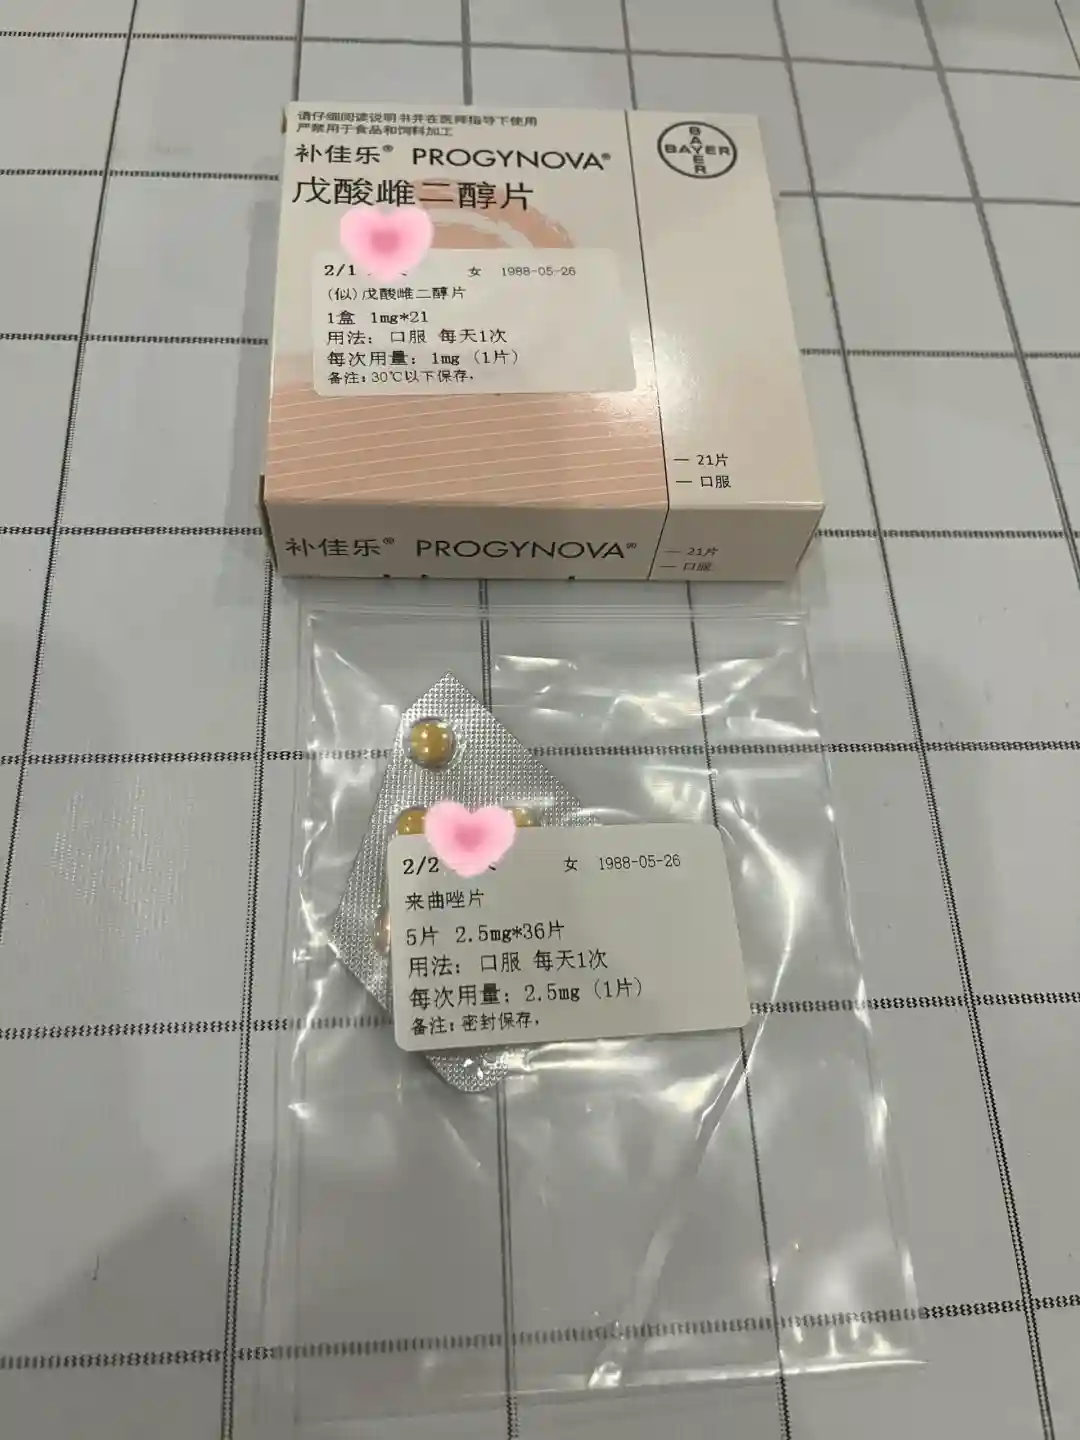 请仔细阅读说明书并在医师指导下使用
严禁用于食品和饲料加工
补佳乐® PROGYNOVA®
戊酸雌二醇片
BAYER
BAYER
2/1 女 1988-05-26
(似)戊酸雌二醇片
1盒 1mg*21
用法: 口服 每天1次
每次用量: 1mg (1片)
备注:30℃以下保存,
— 21片
— 口服
补佳乐® PROGYNOVA®
— 21片
— 口服
2/2 女 1988-05-26
来曲唑片
5片 2.5mg*36片
用法: 口服 每天1次
每次用量: 2.5mg (1片)
备注:密封保存,